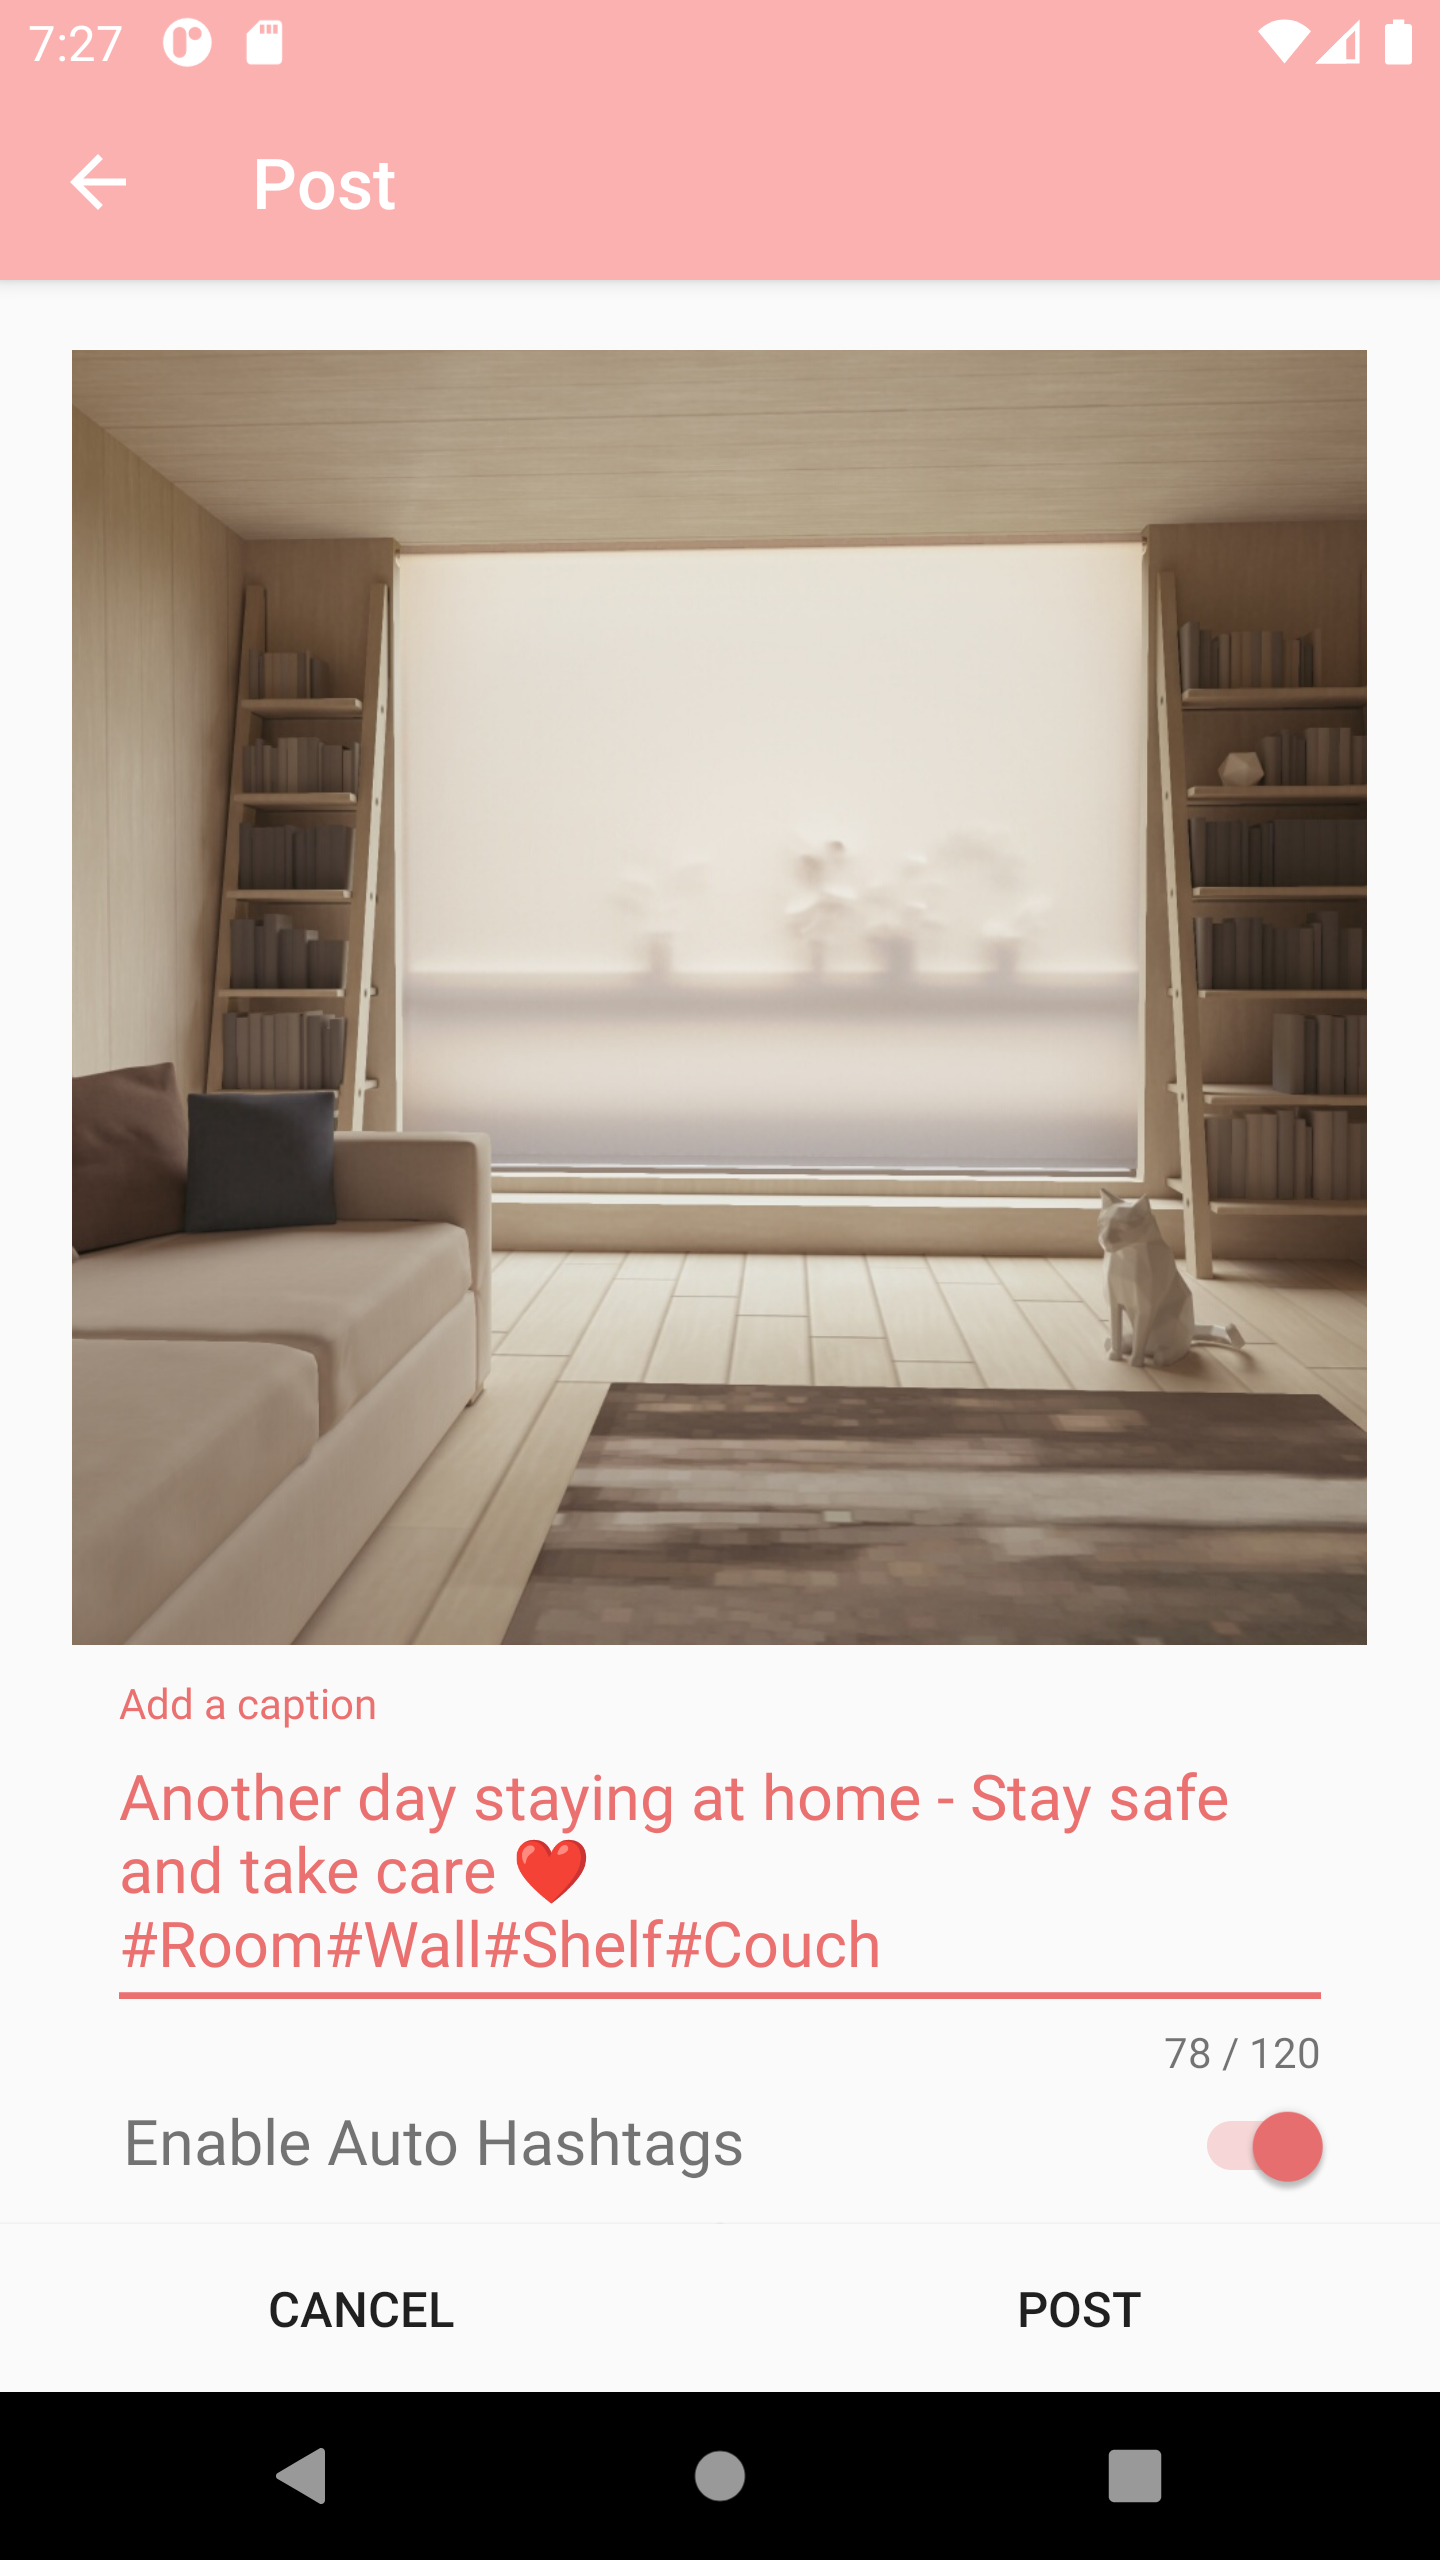 7:27
Post
Add a caption
Another day staying at home - Stay safe
and take care ❤️
#Room#Wall#Shelf#Couch
78 / 120
Enable Auto Hashtags
CANCEL
POST